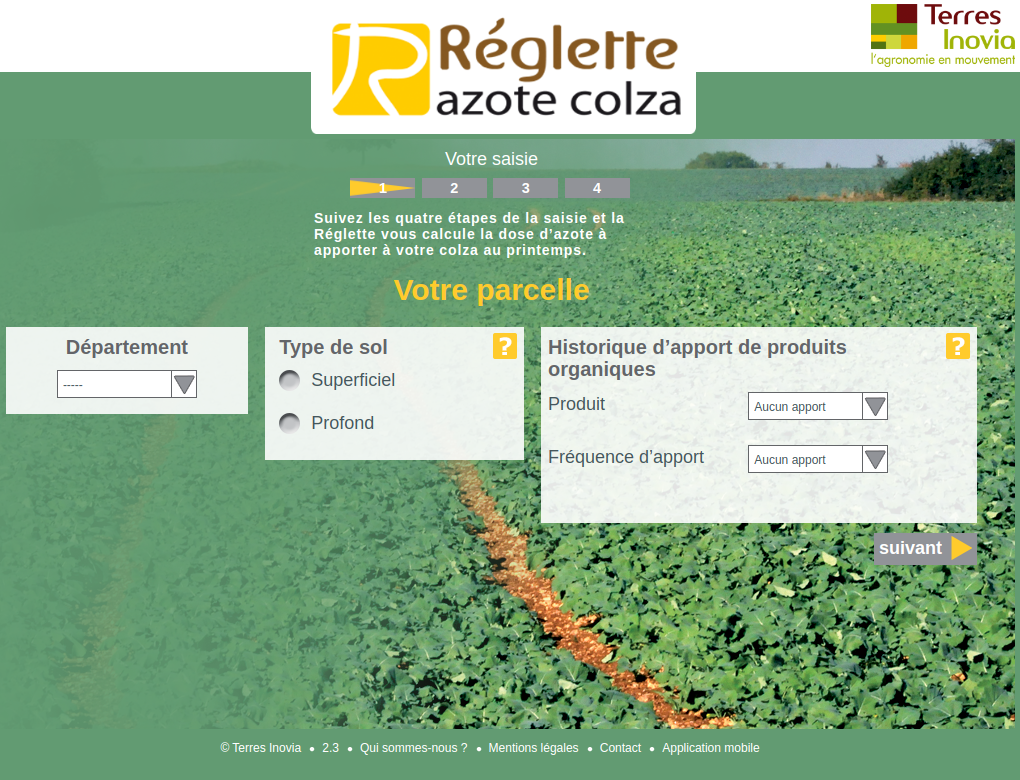 Terres
Inovia
l'agronomie en mouvement
Réglette
azote colza
Votre saisie
1 2 3 4
Suivez les quatre étapes de la saisie et la
Réglette vous calcule la dose d'azote à
apporter à votre colza au printemps.
Votre parcelle
Département
-----
Type de sol ?
Superficiel
Profond
Historique d'apport de produits ?
organiques
Produit Aucun apport
Fréquence d'apport Aucun apport
suivant
© Terres Inovia • 2.3 • Qui sommes-nous ? • Mentions légales • Contact • Application mobile